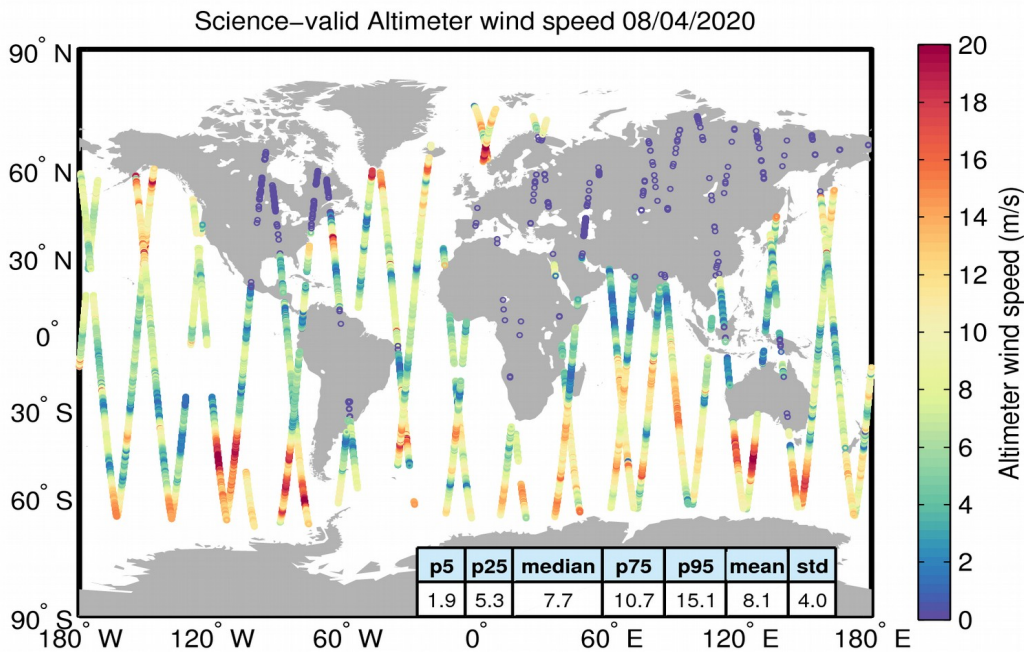 Science−valid Altimeter wind speed 08/04/2020
90° N
60° N
30° N
0°
30° S
60° S
90° S
180° W
120° W
60° W
0°
60° E
120° E
180° E
p5 p25 median p75 p95 mean std
1.9 5.3 7.7 10.7 15.1 8.1 4.0
20
18
16
14
12
10
8
6
4
2
0
Altimeter wind speed (m/s)